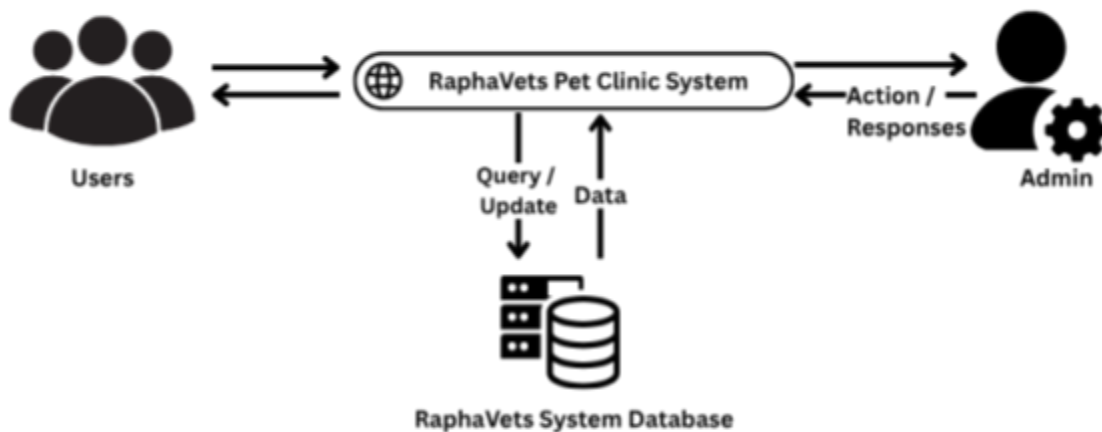 RaphaVets Pet Clinic System
Action /
Responses
Users
Query /
Update
Data
Admin
RaphaVets System Database